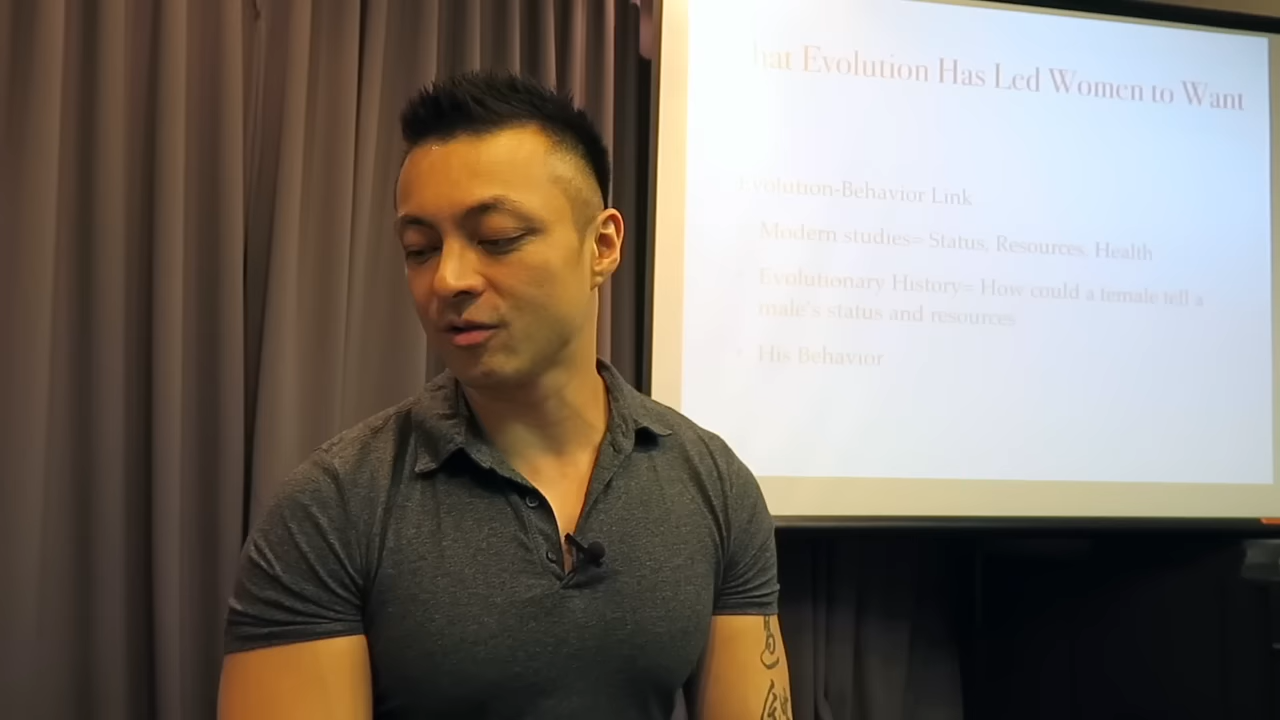 hat Evolution Has Led Women to Want
Evolution-Behavior Link
Modern studies= Status, Resources, Health
Evolutionary History= How could a female tell a
male's status and resources
His Behavior